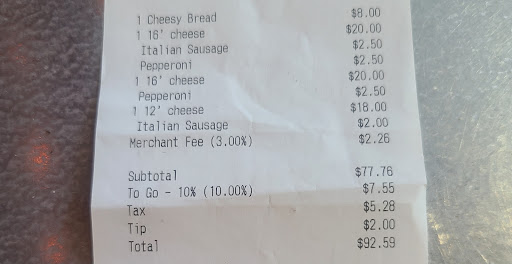 1 Cheesy Bread $8.00
1 16' cheese $20.00
Italian Sausage $2.50
Pepperoni $2.50
1 16' cheese $20.00
Pepperoni $2.50
1 12' cheese $18.00
Italian Sausage $2.00
Merchant Fee (3.00%) $2.26
Subtotal $77.76
To Go - 10% (10.00%) $7.55
Tax $5.28
Tip $2.00
Total $92.59